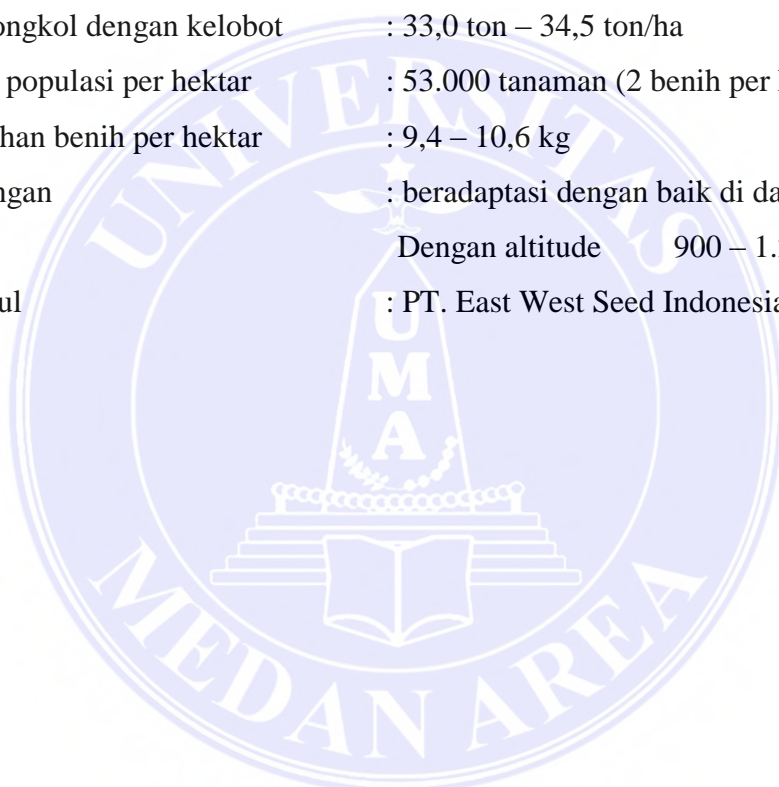 ongkol dengan kelobot : 33,0 ton – 34,5 ton/ha
populasi per hektar : 53.000 tanaman (2 benih per
han benih per hektar : 9,4 – 10,6 kg
ngan : beradaptasi dengan baik di da
Dengan altitude 900 – 1.
ul : PT. East West Seed Indonesia
UNIVERSITAS
UMA
MEDAN AREA